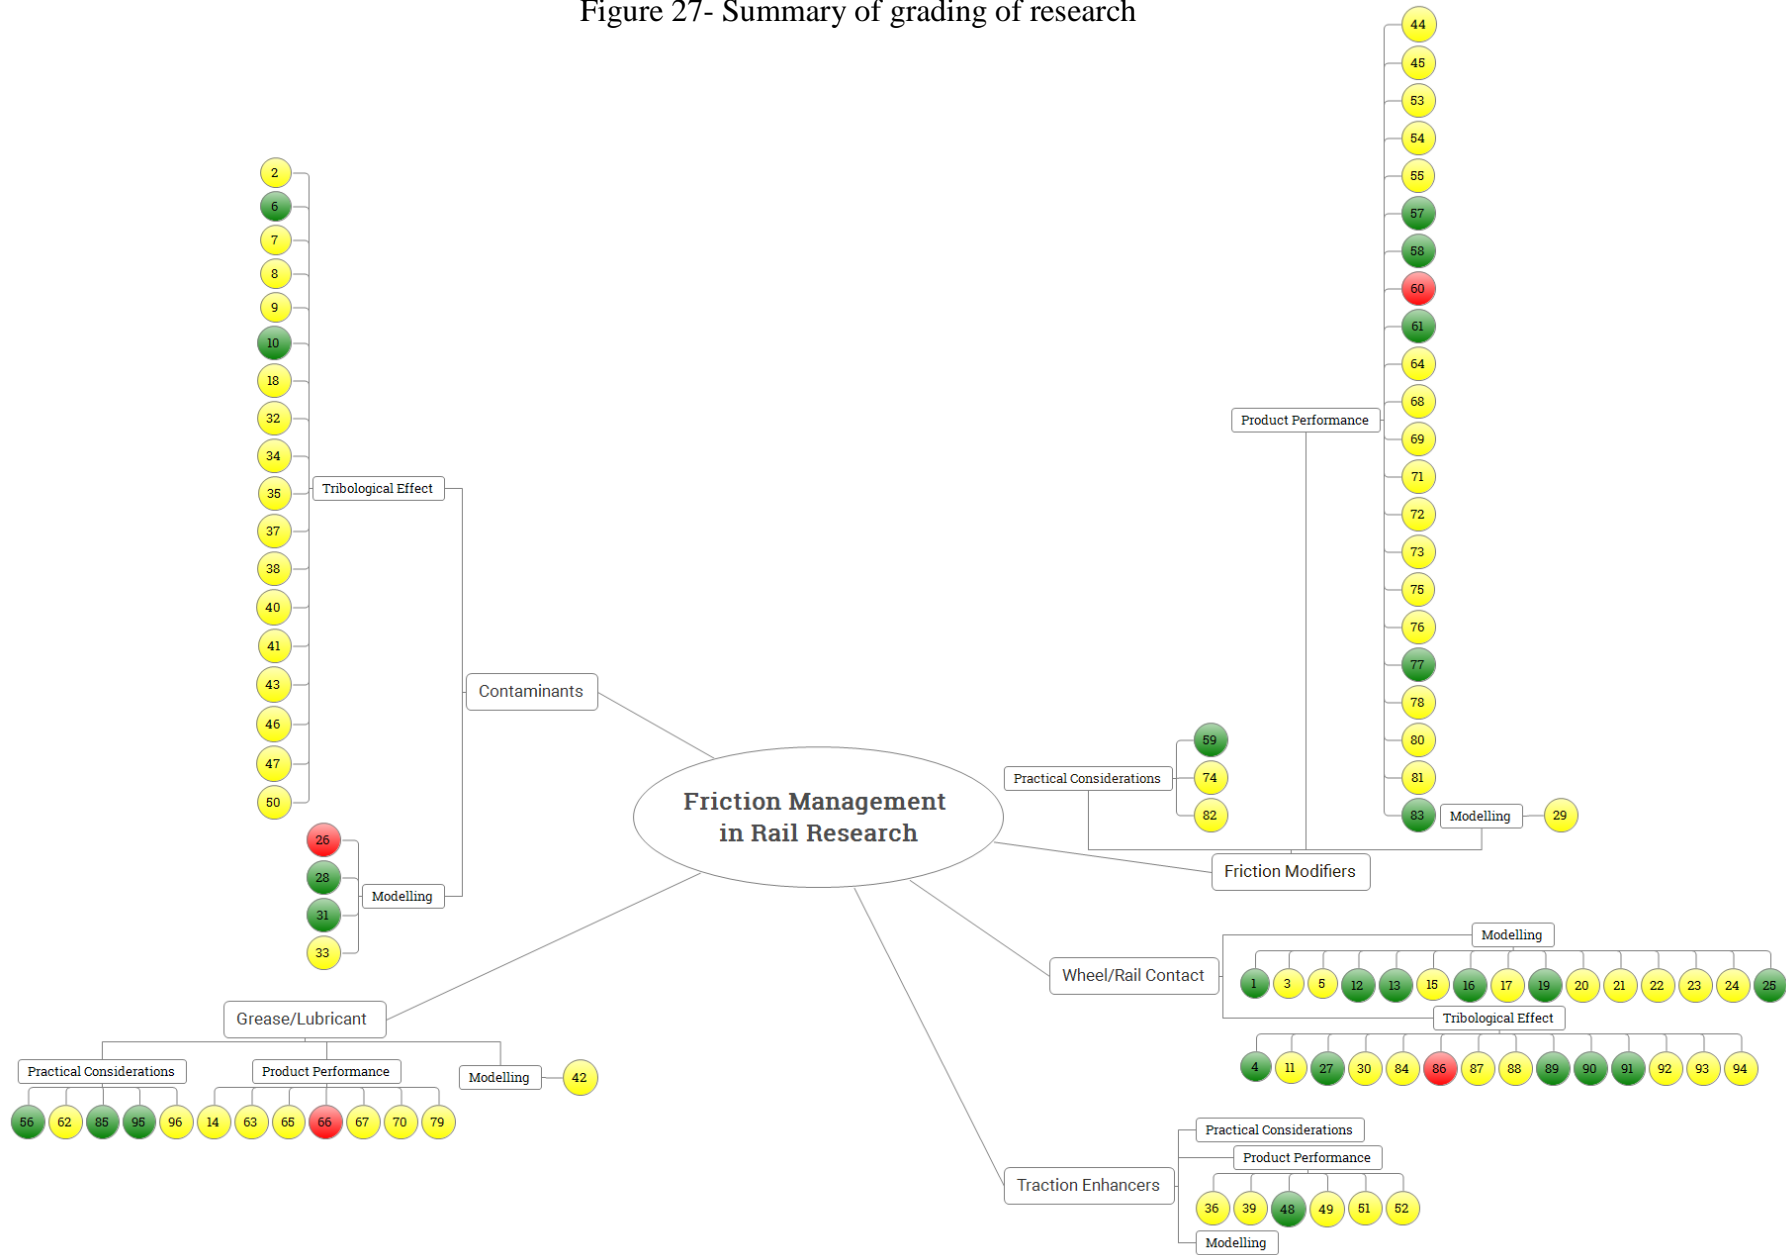 Figure 27- Summary of grading of research
44
45
53
54
55
57
58
60
61
64
68
69
71
72
73
75
76
77
78
80
81
83
Product Performance
2
6
7
8
9
10
18
32
34
35
37
38
40
41
43
46
47
50
Tribological Effect
Contaminants
26
28
31
33
Modelling
Friction Management
in Rail Research
59
74
82
Practical Considerations
Modelling
29
Friction Modifiers
Wheel/Rail Contact
Modelling
1 3 5 12 13 15 16 17 19 20 21 22 23 24 25
Tribological Effect
4 11 27 30 84 86 87 88 89 90 91 92 93 94
Grease/Lubricant
Practical Considerations
56 62 85 95 96
Product Performance
14 63 65 66 67 70 79
Modelling
42
Traction Enhancers
Practical Considerations
Product Performance
36 39 48 49 51 52
Modelling